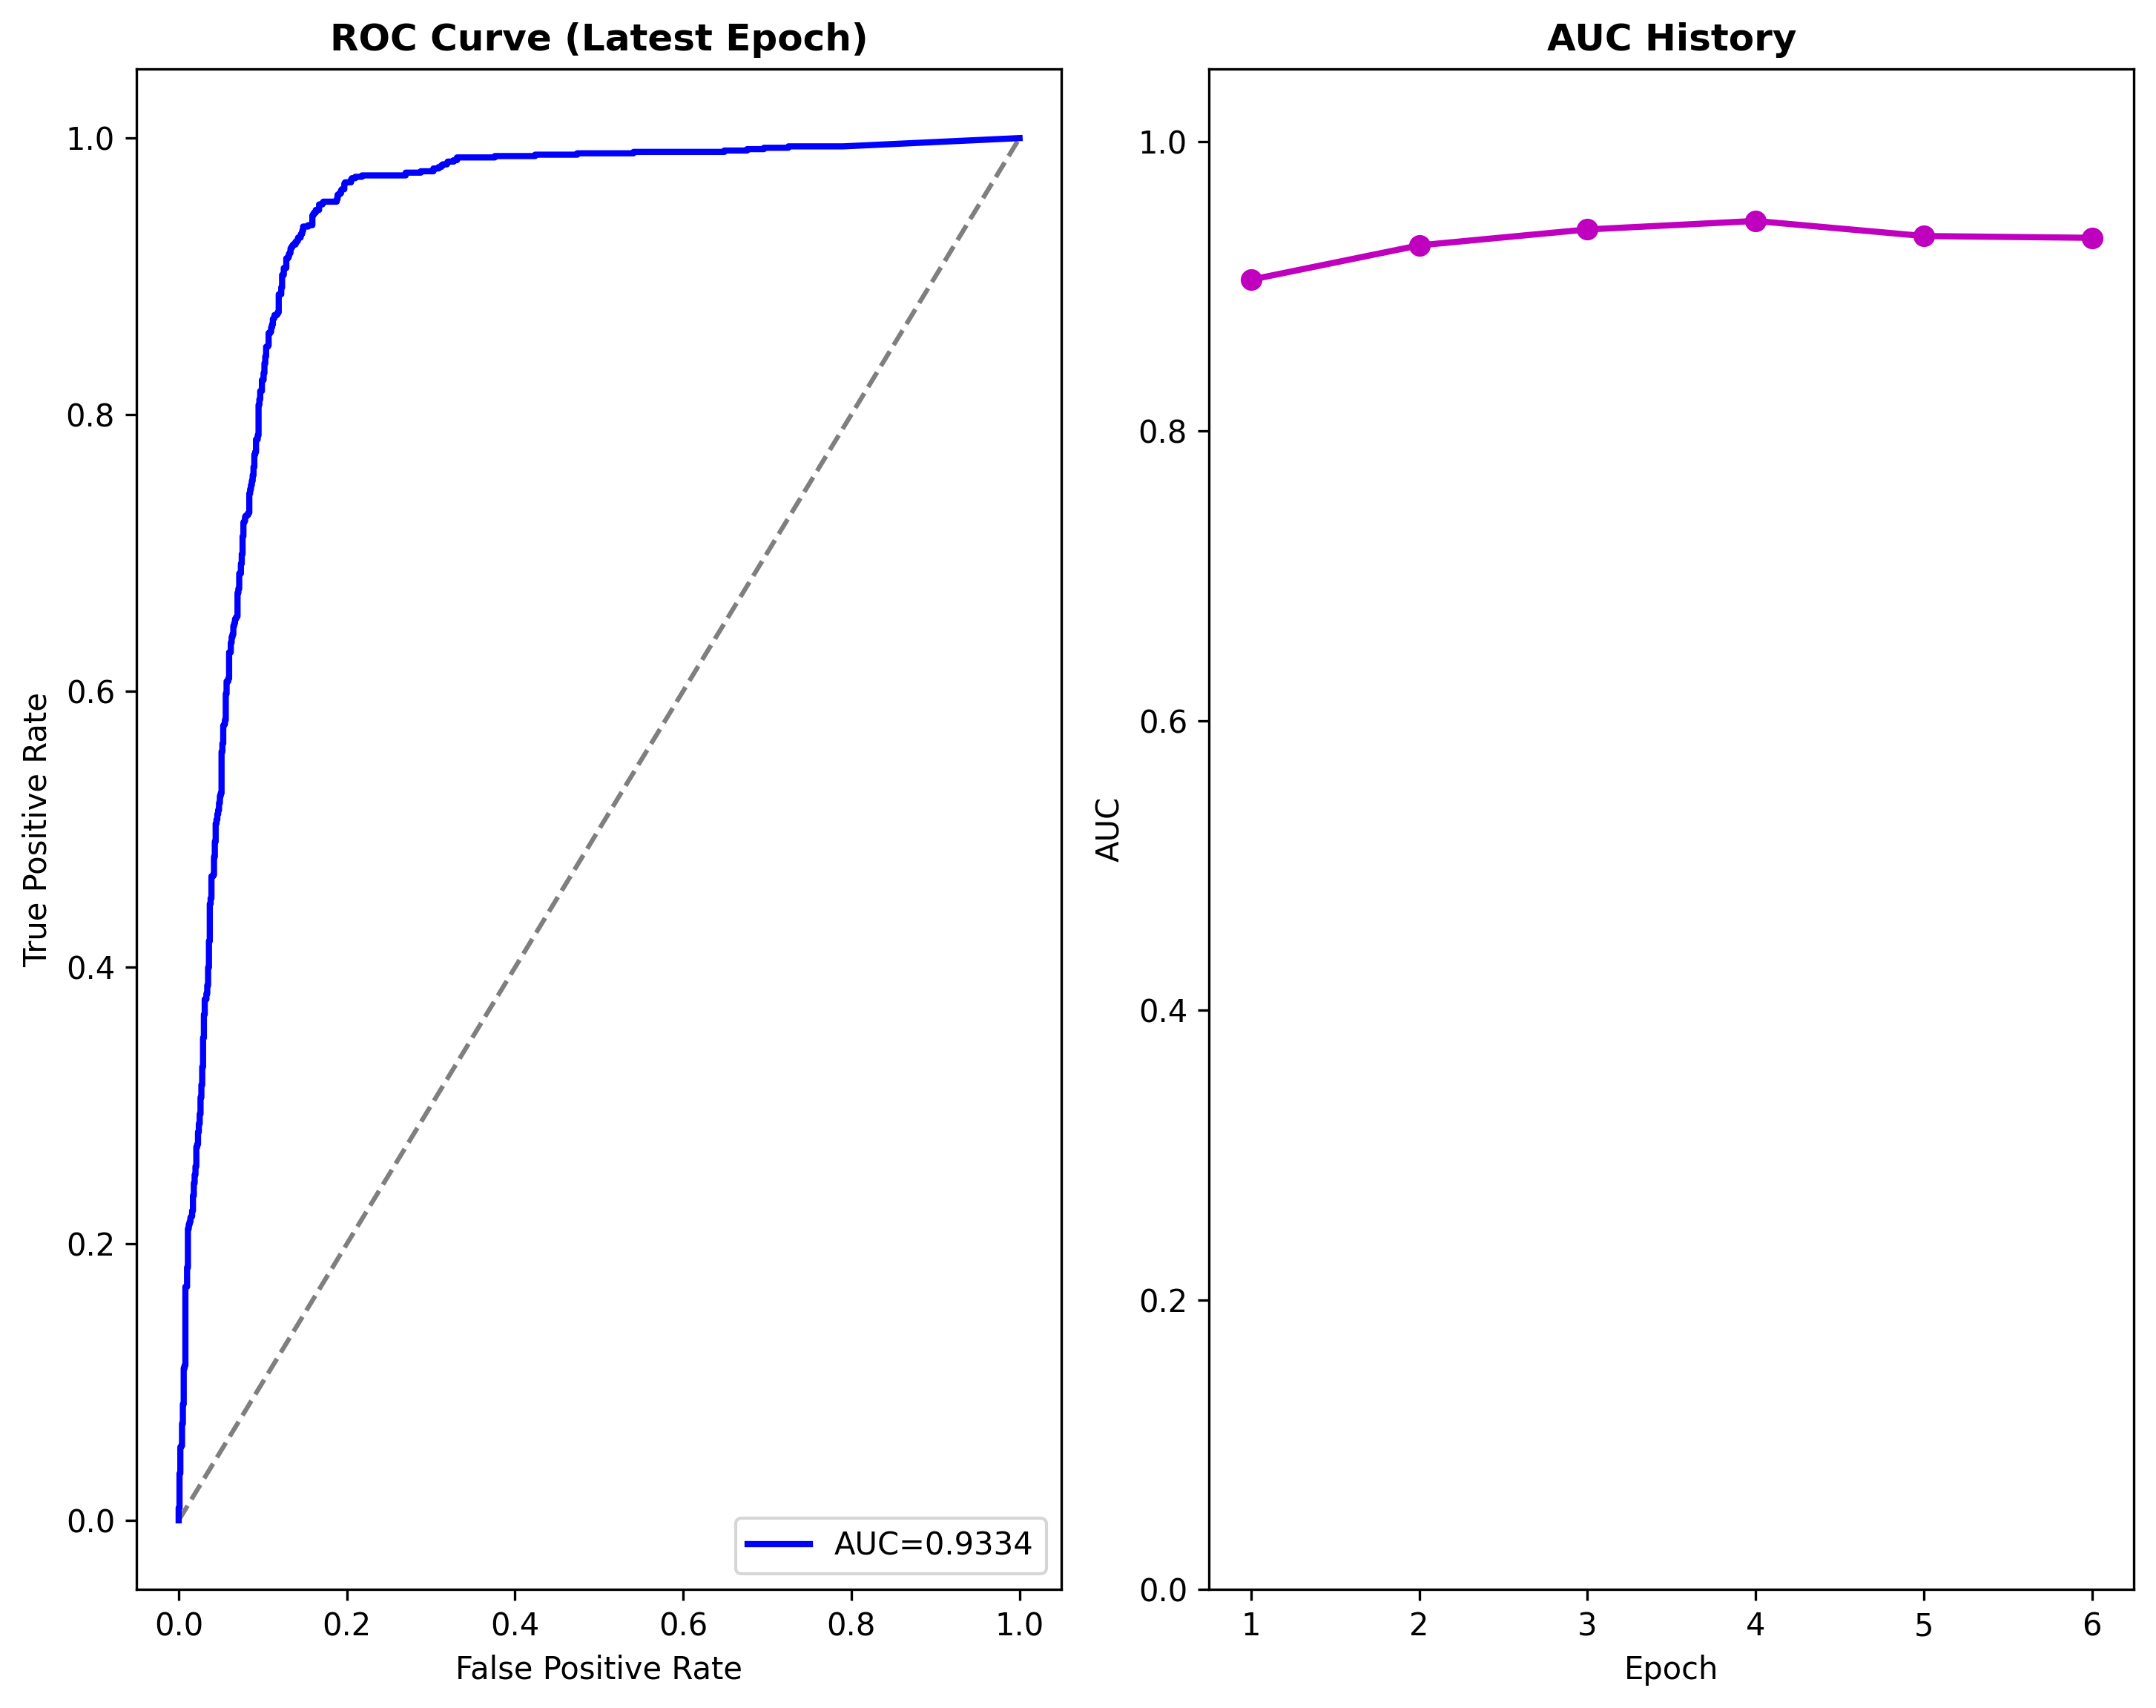 ROC Curve (Latest Epoch)
1.0
0.8
0.6
0.4
0.2
0.0
True Positive Rate
0.0 0.2 0.4 0.6 0.8 1.0
False Positive Rate
AUC=0.9334
AUC History
1.0
0.8
0.6
0.4
0.2
0.0
AUC
1 2 3 4 5 6
Epoch